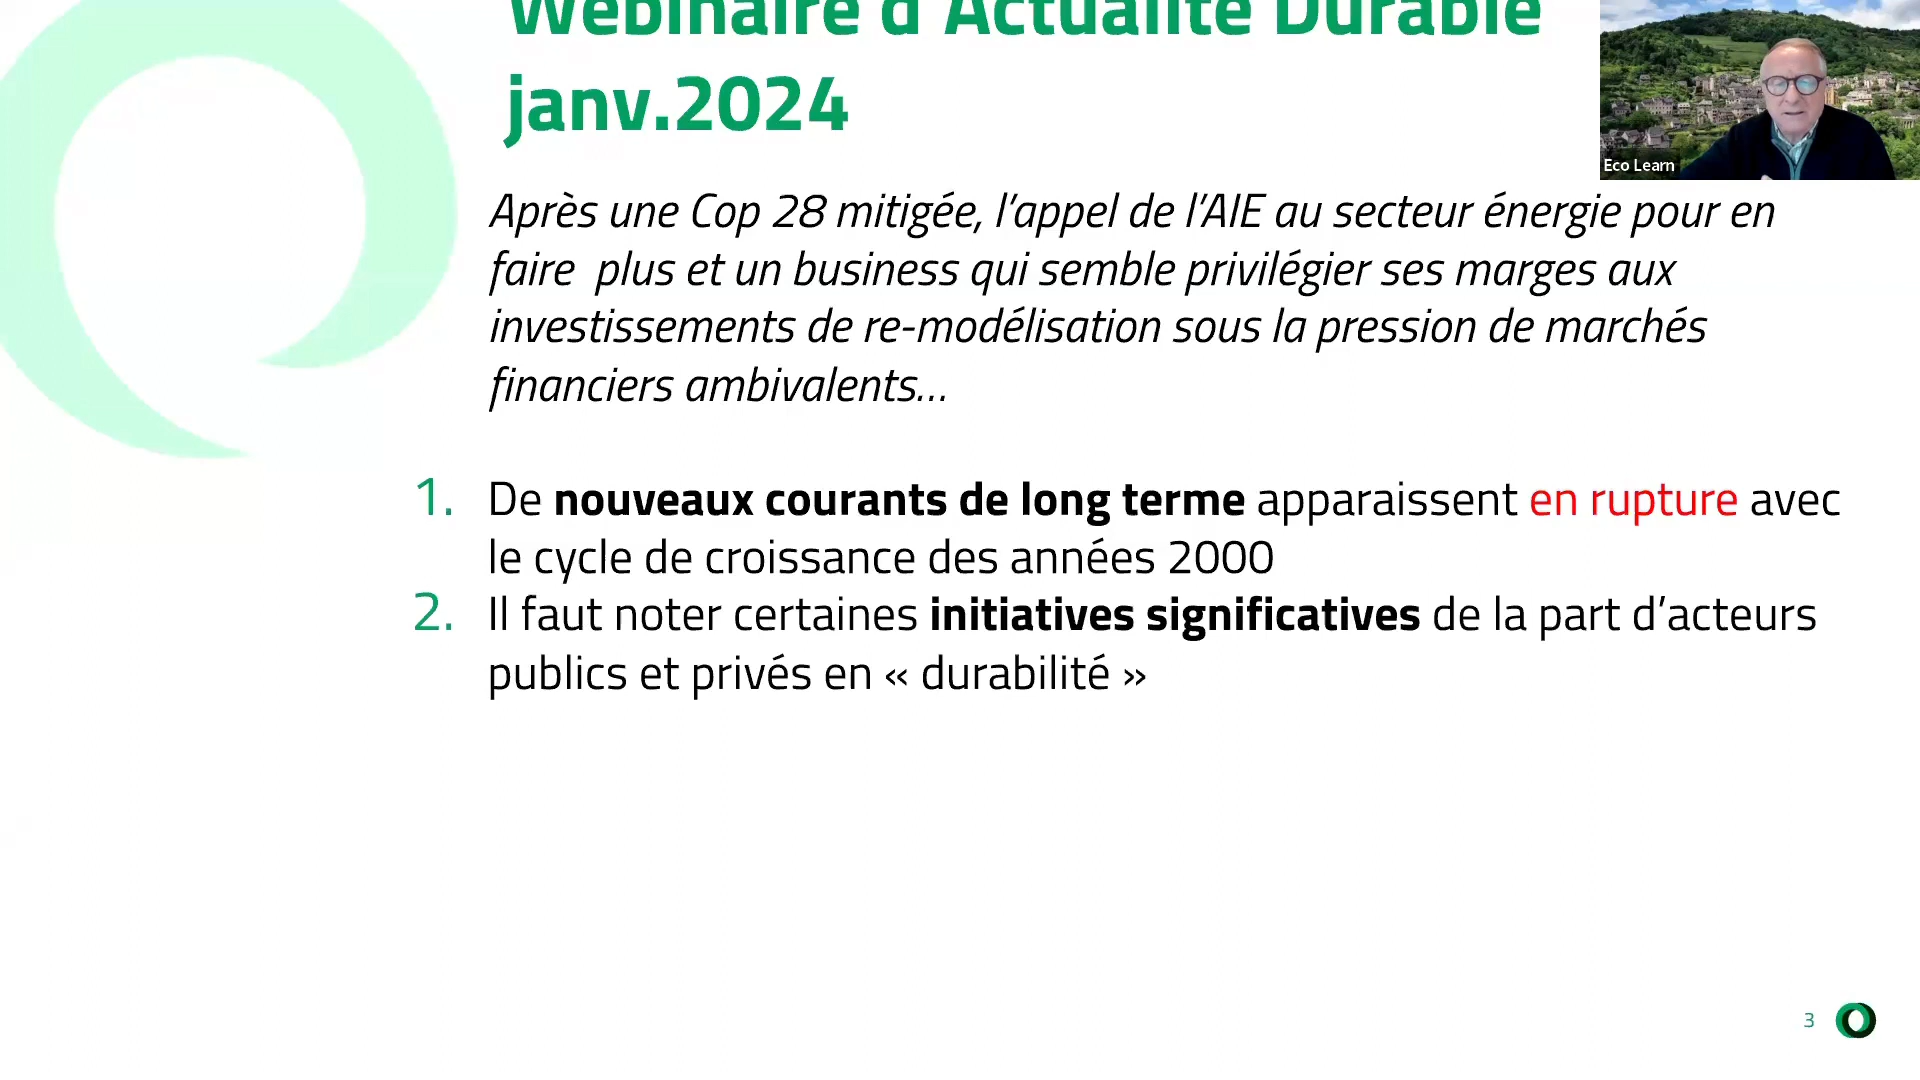 Webinaire d'Actualité Durable
janv.2024
Eco Learn
Après une Cop 28 mitigée, l’appel de l’AIE au secteur énergie pour en
faire plus et un business qui semble privilégier ses marges aux
investissements de re-modélisation sous la pression de marchés
financiers ambivalents…
1. De nouveaux courants de long terme apparaissent en rupture avec
le cycle de croissance des années 2000
2. Il faut noter certaines initiatives significatives de la part d’acteurs
publics et privés en « durabilité »
3